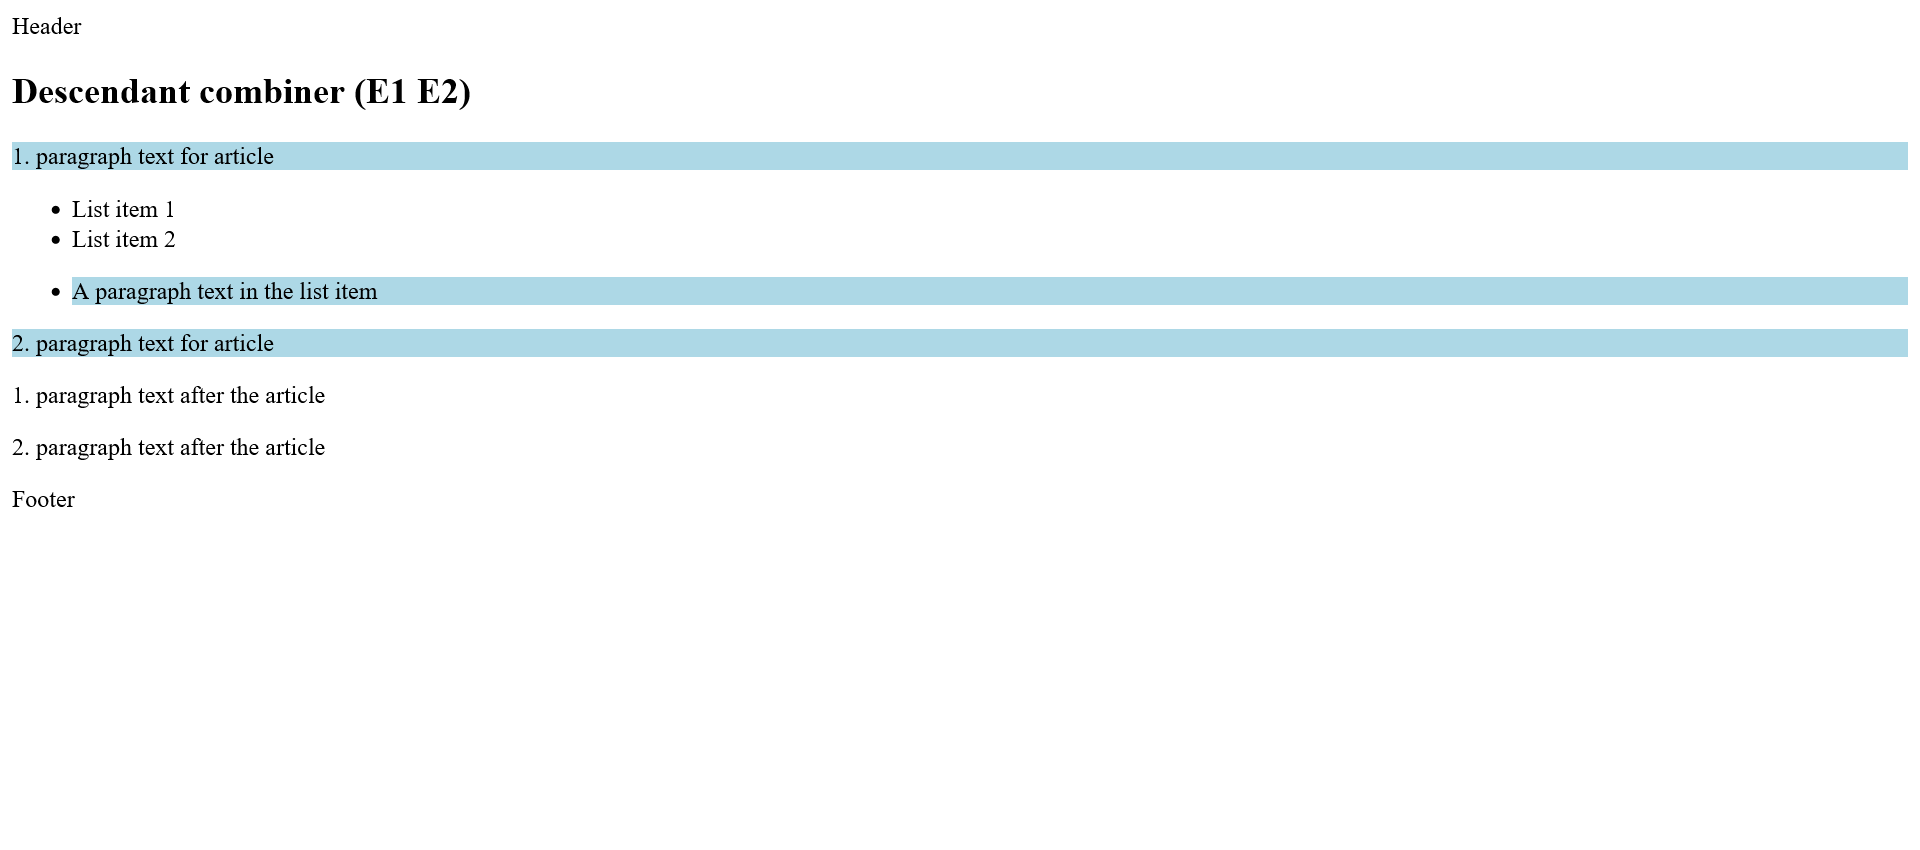 Header
Descendant combiner (E1 E2)
1. paragraph text for article
• List item 1
• List item 2
• A paragraph text in the list item
2. paragraph text for article
1. paragraph text after the article
2. paragraph text after the article
Footer